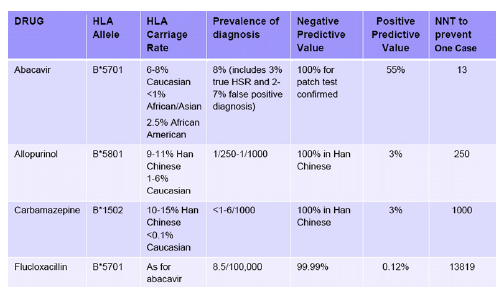 DRUG HLA Allele HLA Carriage Rate Prevalence of diagnosis Negative Predictive Value Positive Predictive Value NNT to prevent One Case
Abacavir B*5701 6-8% Caucasian <1% African/Asian 2.5% African American 8% (includes 3% true HSR and 2-7% false positive diagnosis) 100% for patch test confirmed 55% 13
Allopurinol B*5801 9-11% Han Chinese 1-6% Caucasian 1/250-1/1000 100% in Han Chinese 3% 250
Carbamazepine B*1502 10-15% Han Chinese <0.1% Caucasian <1-6/1000 100% in Han Chinese 3% 1000
Flucloxacillin B*5701 As for abacavir 8.5/100,000 99.99% 0.12% 13819